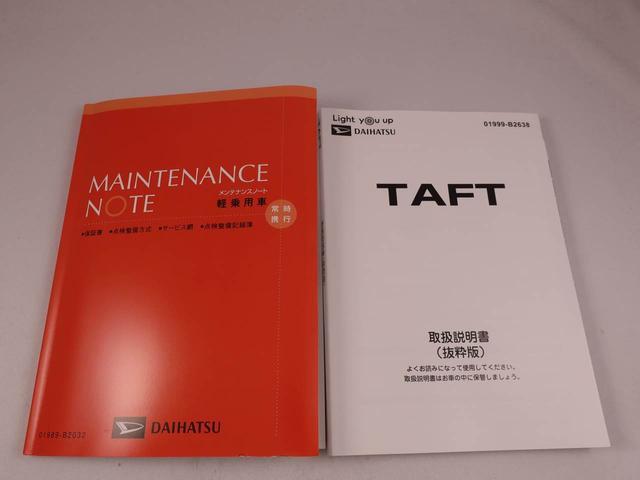 MAINTENANCE
NOTE
メンテナンスノート
軽乗用車
常時
携行
●保証書 ●点検整備方式 ●サービス網 ●点検整備記録簿
01999-B2032
DAIHATSU
Light you up
DAIHATSU
01999-B2638
TAFT
取扱説明書
(抜粋版)
よくお読みになって使用してください。
取扱説明書はお車の中に保管しましょう。